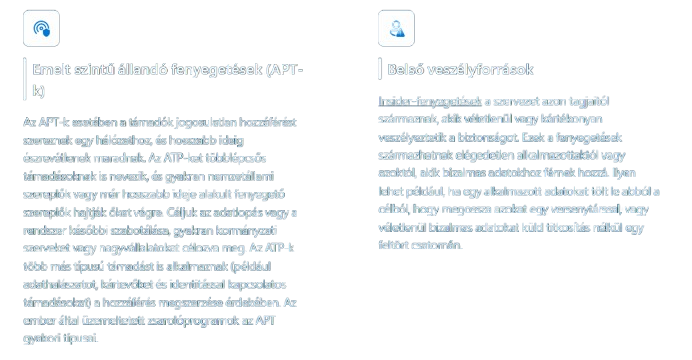 Emelt szintű állandó fenyegetések (APT-
k)
Az APT-k esetében a támadók jogosulatlan hozzáférést
szereznek egy hálózathoz, és hosszabb ideig
észrevétlenek maradnak. Az ATP-ket többlépcsős
támadásoknak is nevezik, és gyakran nemzetállami
szereplők vagy már hosszabb ideje alakult fenyegető
szereplők hajtják őket végre. Céljuk az adatlopás vagy a
rendszer későbbi szabotálása, gyakran kormányzati
szerveket vagy nagyvállalatokat célozva meg. Az ATP-k
több más típusú támadást is alkalmaznak (például
adathalászatot, kártevőket és identitással kapcsolatos
támadásokat) a hozzáférés megszerzése érdekében. Az
ember által üzemeltetett zsarolóprogramok az APT
gyakori típusai.
Belső veszélyforrások
Insider-fenyegetések a szervezet azon tagjaitól
származnak, akik véletlenül vagy kártékonyan
veszélyeztetik a biztonságot. Ezek a fenyegetések
származhatnak elégedetlen alkalmazottaktól vagy
azoktól, akik bizalmas adatokhoz férnek hozzá. Ilyen
lehet például, ha egy alkalmazott adatokat tölt le abból a
célból, hogy megossza azokat egy versenytárssal, vagy
véletlenül bizalmas adatokat küld titkosítás nélkül egy
feltört csatornán.